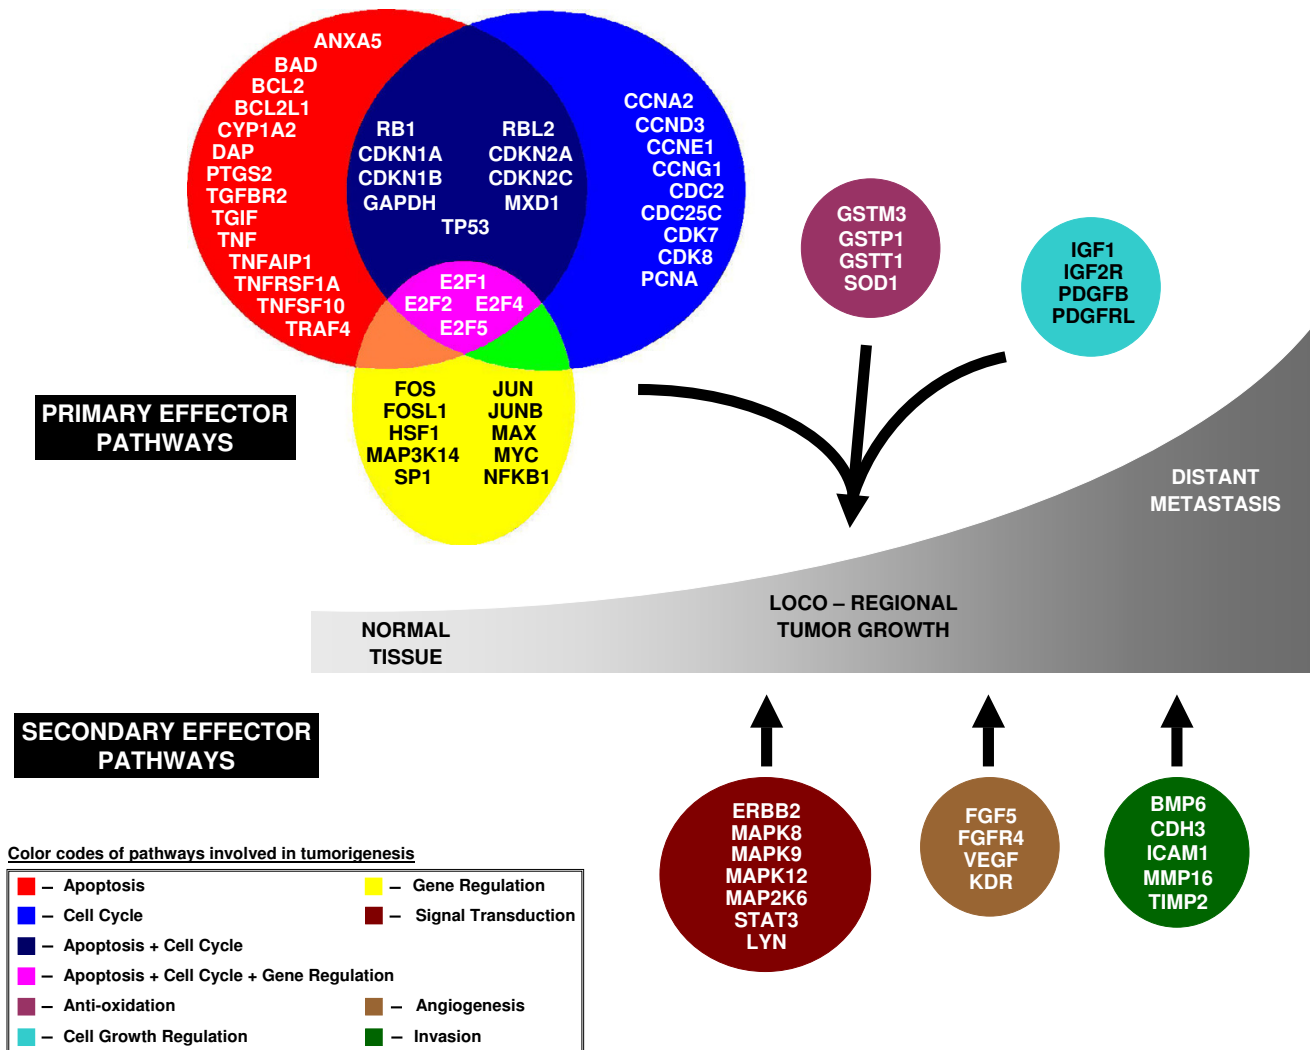 ANXA5
BAD
BCL2
BCL2L1
CYP1A2
DAP
PTGS2
TGFBR2
TGIF
TNF
TNFAIP1
TNFRSF1A
TNFSF10
TRAF4
RB1
CDKN1A
CDKN1B
GAPDH
RBL2
CDKN2A
CDKN2C
MXD1
TP53
CCNA2
CCND3
CCNE1
CCNG1
CDC2
CDC25C
CDK7
CDK8
PCNA
E2F1
E2F2 E2F4
E2F5
FOS
FOSL1
HSF1
MAP3K14
SP1
JUN
JUNB
MAX
MYC
NFKB1
GSTM3
GSTP1
GSTT1
SOD1
IGF1
IGF2R
PDGFB
PDGFRL
PRIMARY EFFECTOR
PATHWAYS
DISTANT
METASTASIS
LOCO – REGIONAL
TUMOR GROWTH
NORMAL
TISSUE
SECONDARY EFFECTOR
PATHWAYS
ERBB2
MAPK8
MAPK9
MAPK12
MAP2K6
STAT3
LYN
FGF5
FGFR4
VEGF
KDR
BMP6
CDH3
ICAM1
MMP16
TIMP2
Color codes of pathways involved in tumorigenesis
– Apoptosis
– Gene Regulation
– Cell Cycle
– Signal Transduction
– Apoptosis + Cell Cycle
– Apoptosis + Cell Cycle + Gene Regulation
– Anti-oxidation
– Angiogenesis
– Cell Growth Regulation
– Invasion